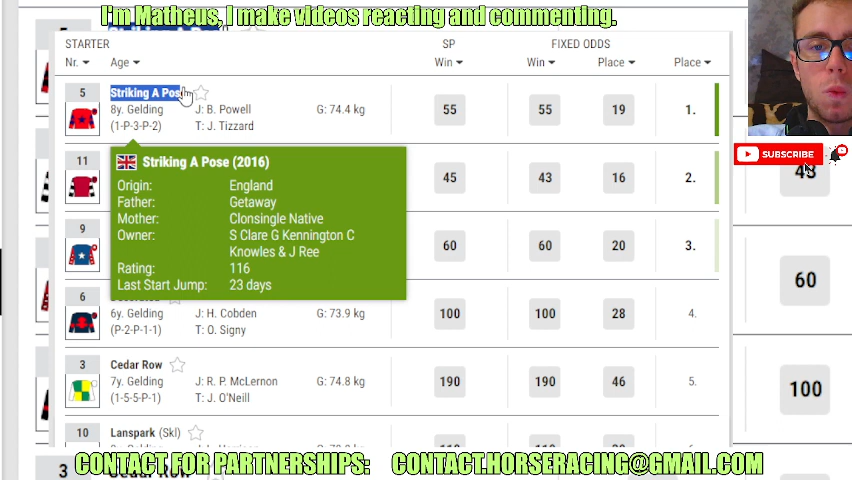 I'm Matheus, I make videos reacting and commenting.
STARTER SP FIXED ODDS
Nr. Age Win Win Place Place
5 Striking A Pose 55 55 19 1.
8y. Gelding J: B. Powell G: 74.4 kg
(1-P-3-P-2) T: J. Tizzard
SUBSCRIBE
11 45 43 16 2.
Striking A Pose (2016)
Origin: England
Father: Getaway
Mother: Clonsingle Native
Owner: S Clare G Kennington C
Knowles & J Ree
Rating: 116
Last Start Jump: 23 days
9 60 60 20 3.
60
6 100 100 28 4.
6y. Gelding J: H. Cobden G: 73.9 kg
(P-2-P-1-1) T: O. Signy
3 Cedar Row 190 190 46 5.
7y. Gelding J: R. P. McLernon G: 74.8 kg
(1-5-5-P-1) T: J. O'Neill
100
10 Lanspark (Skl)
CONTACT FOR PARTNERSHIPS: CONTACT.HORSERACING@GMAIL.COM
3